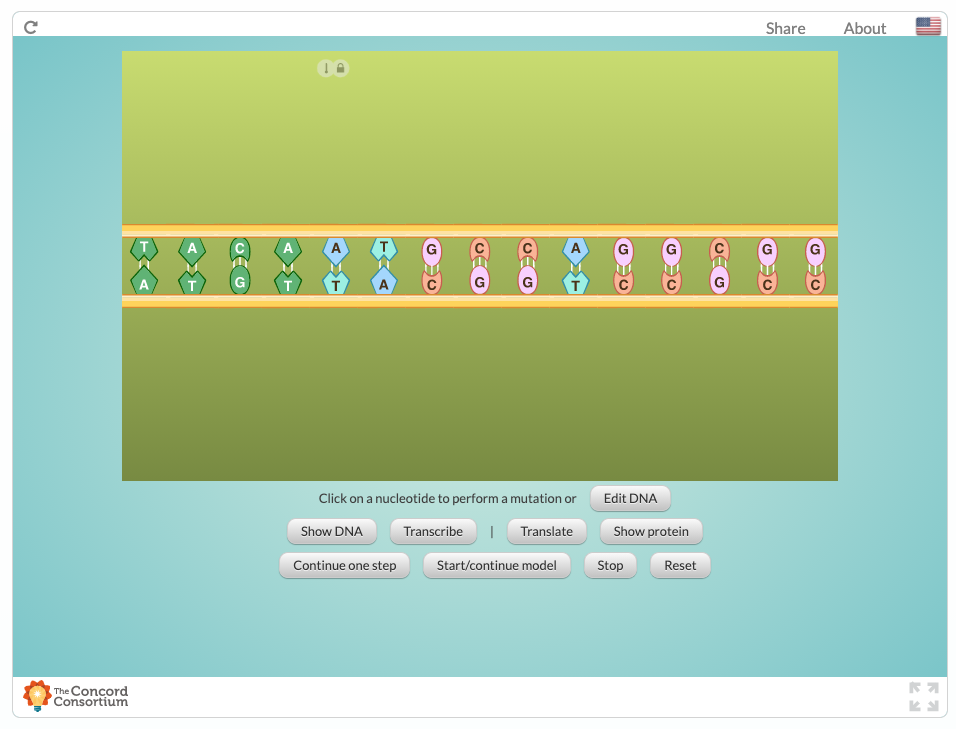 Share About
T A C A A T G C C A G G C G G
A T G T T A C G G T C C G C C
Click on a nucleotide to perform a mutation or Edit DNA
Show DNA Transcribe | Translate Show protein
Continue one step Start/continue model Stop Reset
The Concord
Consortium